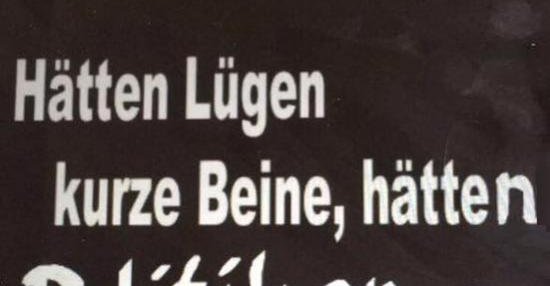 Hätten Lügen
kurze Beine, hätten